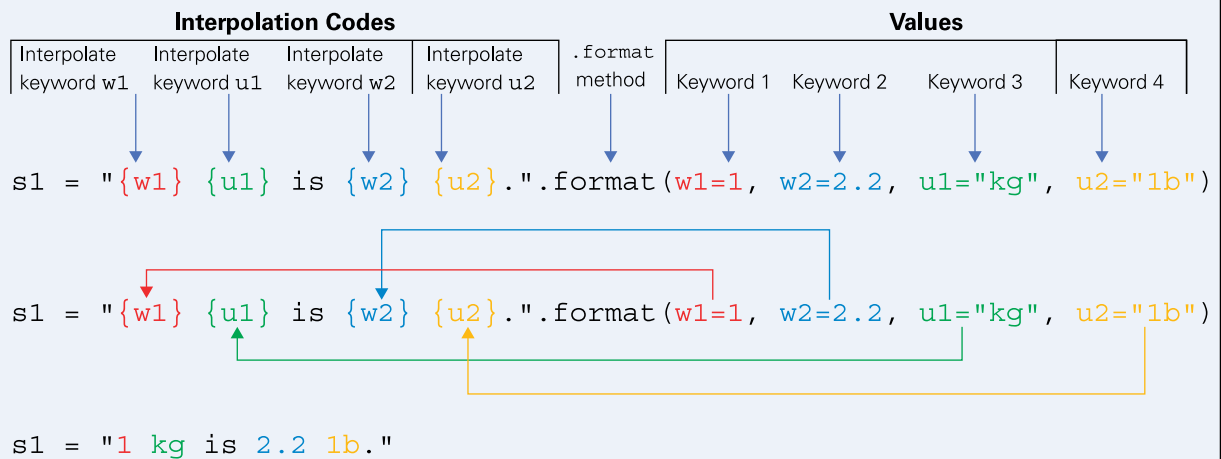 Interpolation Codes Values
Interpolate Interpolate Interpolate Interpolate .format
keyword w1 keyword u1 keyword w2 keyword u2 method Keyword 1 Keyword 2 Keyword 3 Keyword 4
s1 = "{w1} {u1} is {w2} {u2}.".format(w1=1, w2=2.2, u1="kg", u2="1b")
s1 = "{w1} {u1} is {w2} {u2}.".format(w1=1, w2=2.2, u1="kg", u2="1b")
s1 = "1 kg is 2.2 1b."